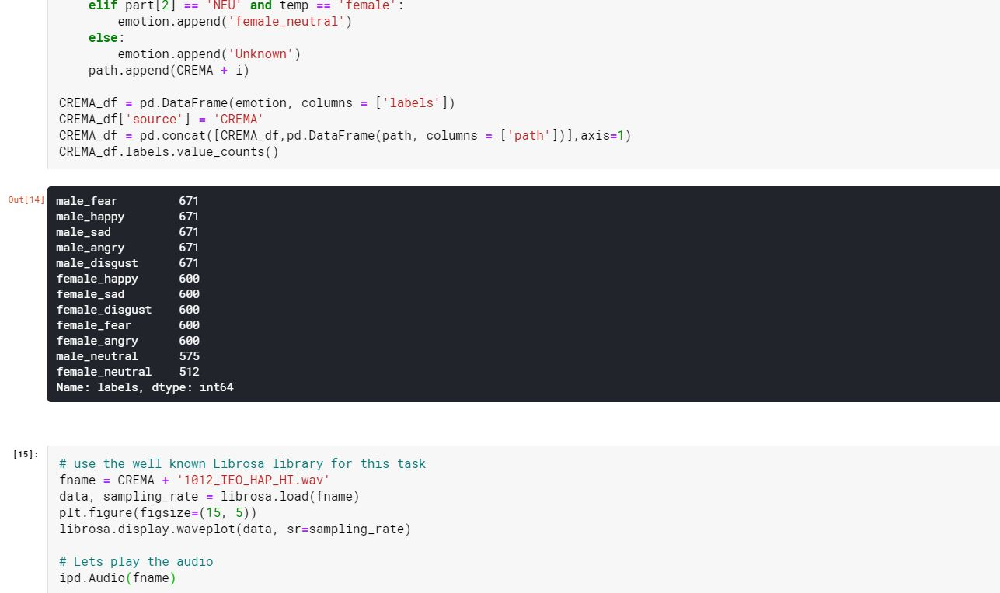 elif part[2] == 'NEU' and temp == 'female':
emotion.append('female_neutral')
else:
emotion.append('Unknown')
path.append(CREMA + i)
CREMA_df = pd.DataFrame(emotion, columns = ['labels'])
CREMA_df['source'] = 'CREMA'
CREMA_df = pd.concat([CREMA_df,pd.DataFrame(path, columns = ['path'])],axis=1)
CREMA_df.labels.value_counts()
Out[14]
male_fear 671
male_happy 671
male_sad 671
male_angry 671
male_disgust 671
female_happy 600
female_sad 600
female_disgust 600
female_fear 600
female_angry 600
male_neutral 575
female_neutral 512
Name: labels, dtype: int64
[15]:
# use the well known Librosa library for this task
fname = CREMA + '1012_IEO_HAP_HI.wav'
data, sampling_rate = librosa.load(fname)
plt.figure(figsize=(15, 5))
librosa.display.waveplot(data, sr=sampling_rate)
# Lets play the audio
ipd.Audio(fname)